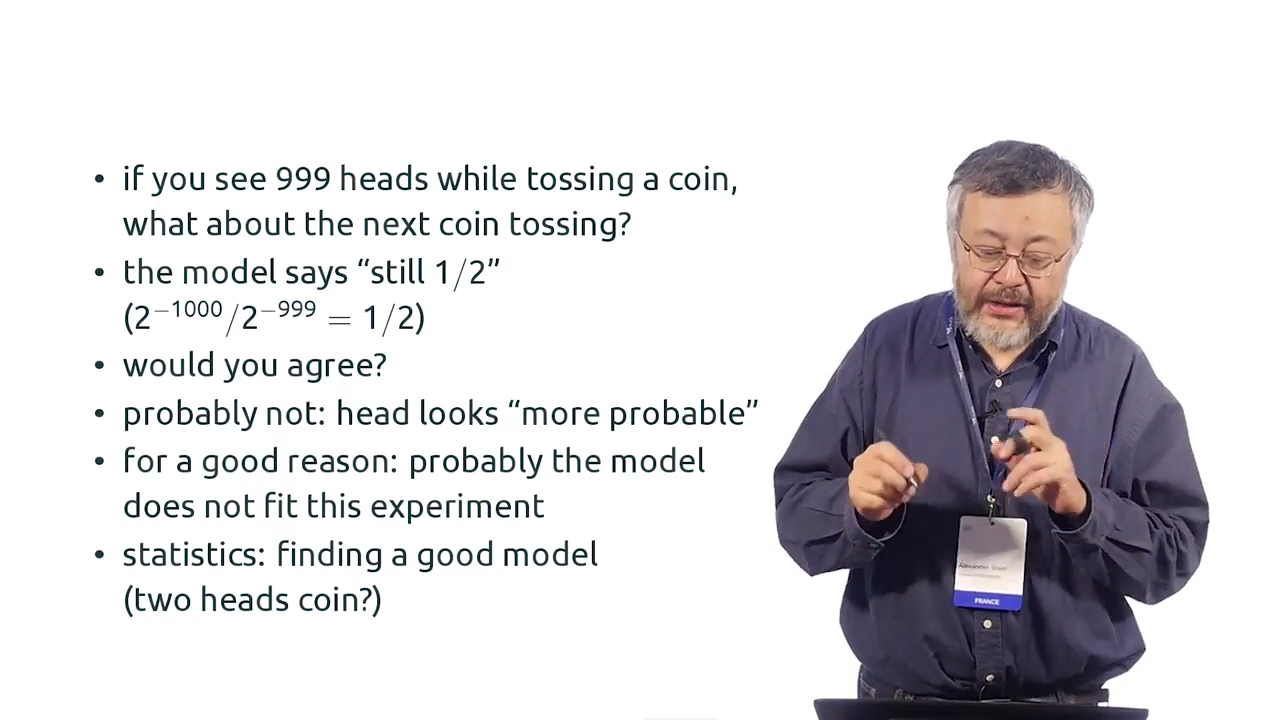 • if you see 999 heads while tossing a coin,
what about the next coin tossing?
• the model says “still 1/2”
(2⁻¹⁰⁰⁰/2⁻⁹⁹⁹ = 1/2)
• would you agree?
• probably not: head looks “more probable”
• for a good reason: probably the model
does not fit this experiment
• statistics: finding a good model
(two heads coin?)
FRANCE